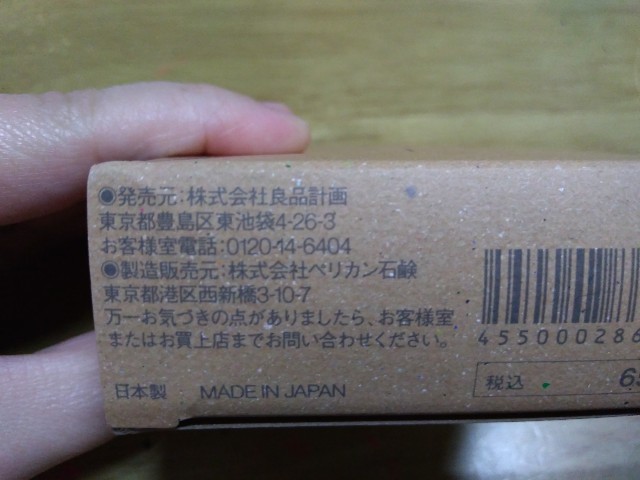 ◉発売元:株式会社良品計画
東京都豊島区東池袋4-26-3
お客様室電話:0120-14-6404
◉製造販売元:株式会社ペリカン石鹸
東京都港区西新橋3-10-7
万一お気づきの点がありましたら、お客様室
またはお買上店までお問い合わせください。
日本製 MADE IN JAPAN
455000286
税込 6